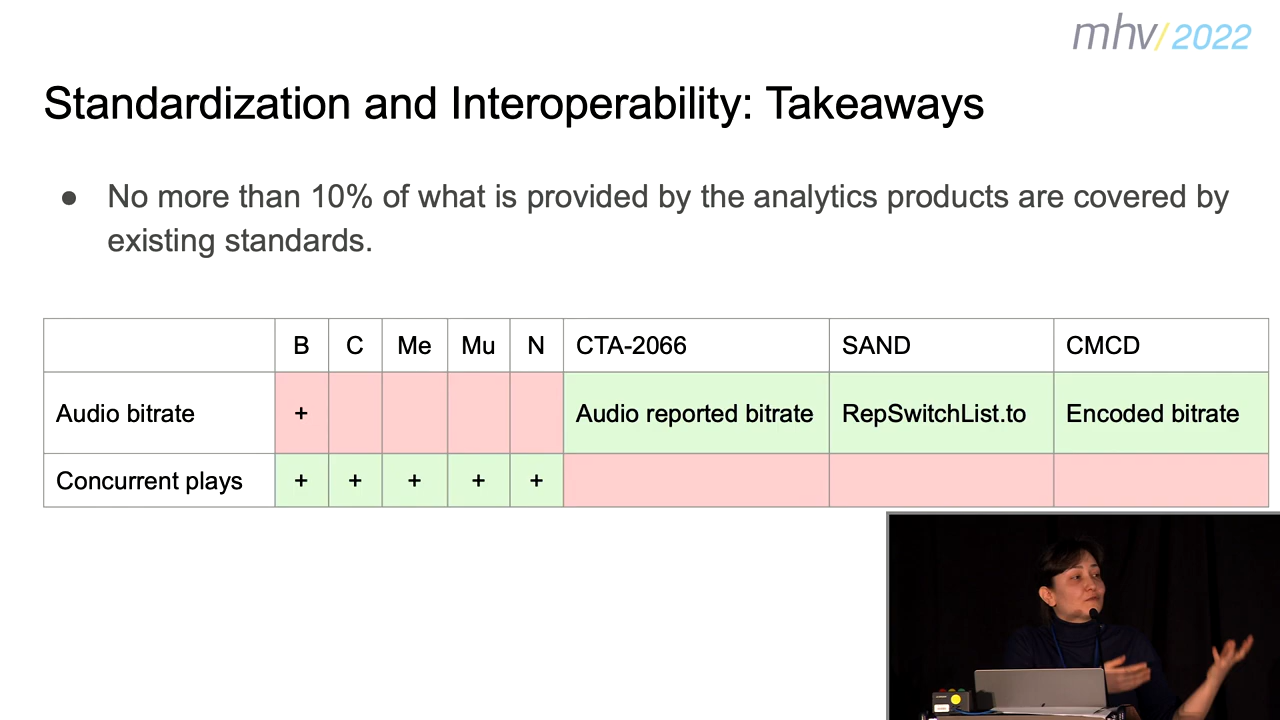 mhv/2022
Standardization and Interoperability: Takeaways
● No more than 10% of what is provided by the analytics products are covered by
existing standards.
B C Me Mu N CTA-2066 SAND CMCD
Audio bitrate + Audio reported bitrate RepSwitchList.to Encoded bitrate
Concurrent plays + + + + +